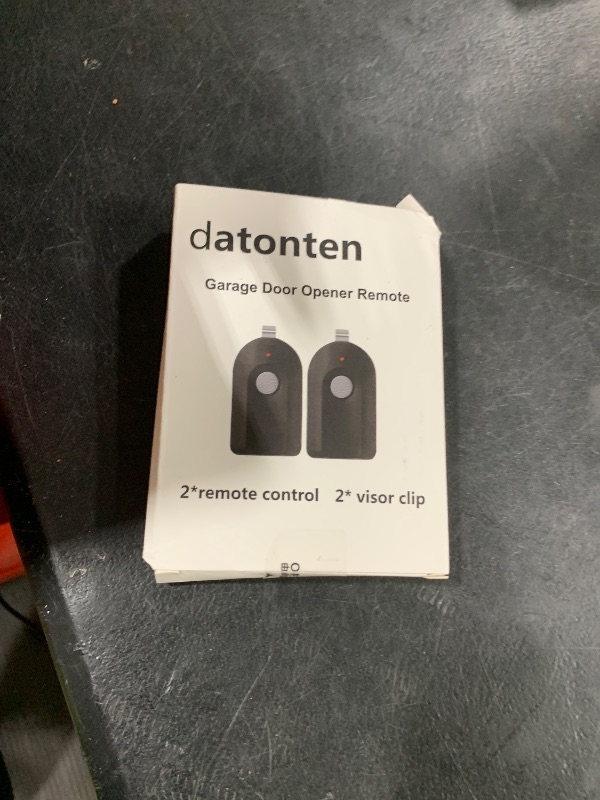 datonten
Garage Door Opener Remote
2*remote control 2* visor clip